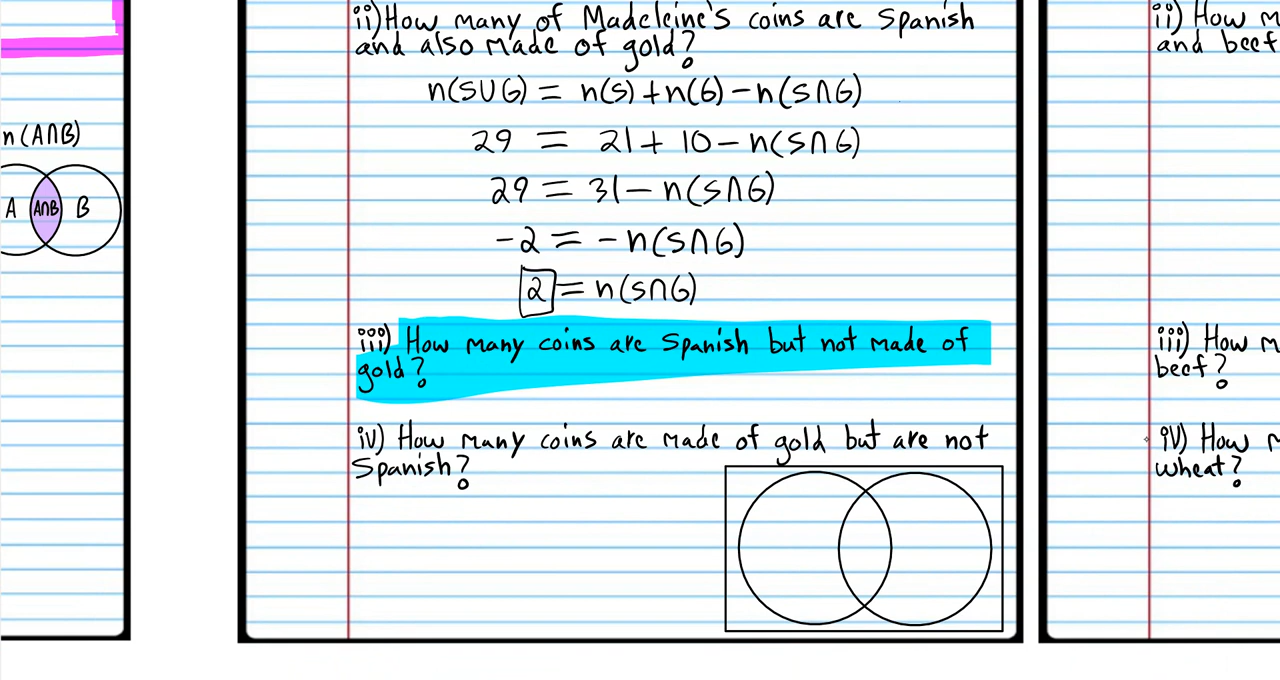 ii) How many of Madeleine's coins are Spanish
and also made of gold?
n(S∪G) = n(S) + n(G) − n(S∩G)
29 = 21 + 10 − n(S∩G)
29 = 31 − n(S∩G)
-2 = − n(S∩G)
2 = n(S∩G)
iii) How many coins are Spanish but not made of
gold?
iv) How many coins are made of gold but are not
Spanish?
n(A∩B)
A A∩B B
ii) How
and beef
iii) How
beef?
iv) How
wheat?